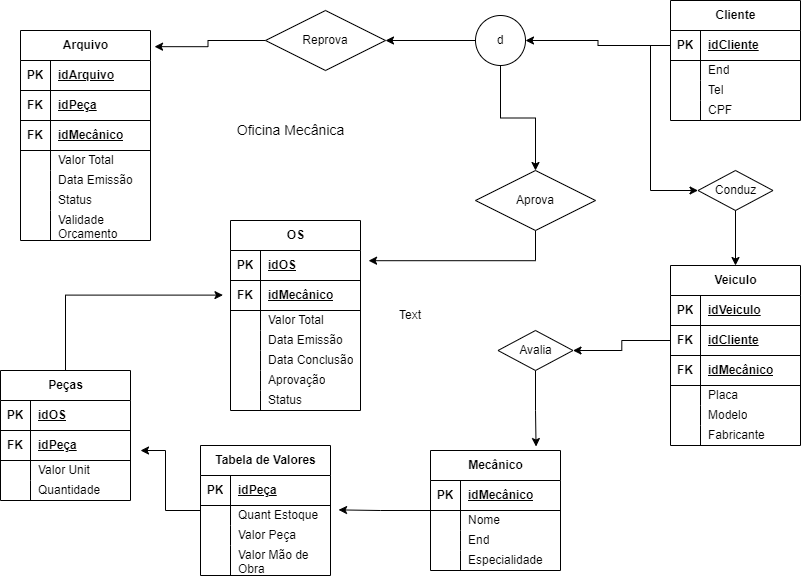 Cliente
PK idCliente
End
Tel
CPF
d
Reprova
Arquivo
PK idArquivo
FK idPeça
FK idMecânico
Valor Total
Data Emissão
Status
Validade
Orçamento
Oficina Mecânica
Aprova
Conduz
OS
PK idOS
FK idMecânico
Valor Total
Data Emissão
Data Conclusão
Aprovação
Status
Text
Veiculo
PK idVeiculo
FK idCliente
FK idMecânico
Placa
Modelo
Fabricante
Avalia
Peças
PK idOS
FK idPeça
Valor Unit
Quantidade
Tabela de Valores
PK idPeça
Quant Estoque
Valor Peça
Valor Mão de
Obra
Mecânico
PK idMecânico
Nome
End
Especialidade